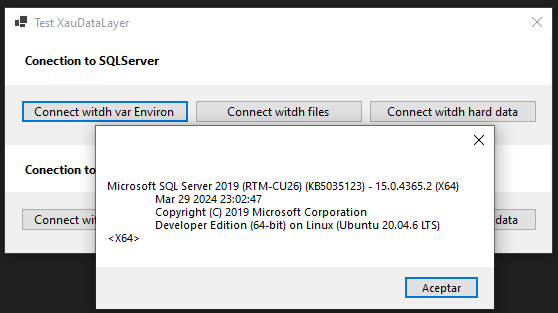 Test XauDataLayer
Conection to SQLServer
Connect witdh var Environ
Connect witdh files
Connect witdh hard data
Conection to
Connect wit
data
Microsoft SQL Server 2019 (RTM-CU26) (KB5035123) - 15.0.4365.2 (X64)
Mar 29 2024 23:02:47
Copyright (C) 2019 Microsoft Corporation
Developer Edition (64-bit) on Linux (Ubuntu 20.04.6 LTS)
<X64>
Aceptar